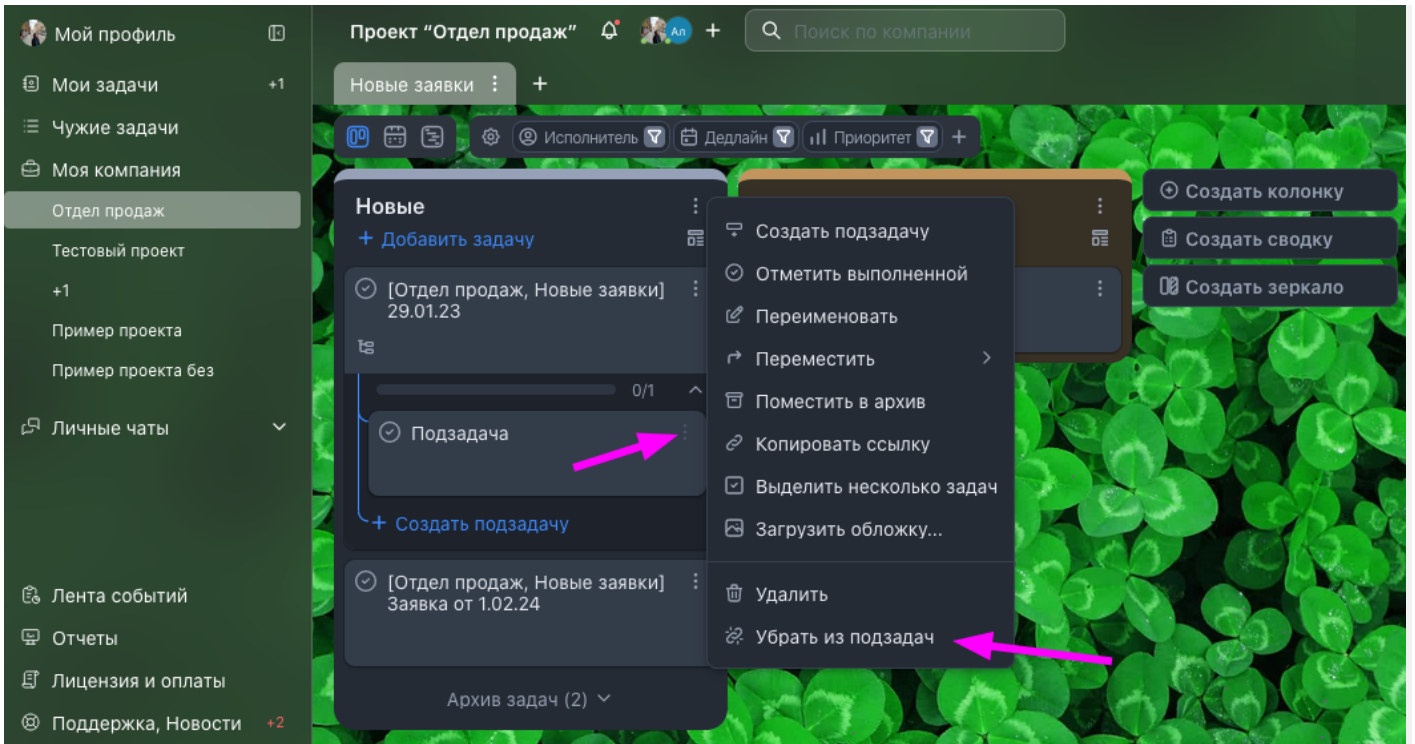 Мой профиль
Мои задачи
+1
Чужие задачи
Моя компания
Отдел продаж
Тестовый проект
+1
Пример проекта
Пример проекта без
Личные чаты
Лента событий
Отчеты
Лицензия и оплаты
Поддержка, Новости
+2
Проект “Отдел продаж”
Ап
+
Поиск по компании
Новые заявки
+
Исполнитель
Дедлайн
Приоритет
+
Новые
+ Добавить задачу
[Отдел продаж, Новые заявки]
29.01.23
0/1
Подзадача
+ Создать подзадачу
[Отдел продаж, Новые заявки]
Заявка от 1.02.24
Архив задач (2)
Создать подзадачу
Отметить выполненной
Переименовать
Переместить
Поместить в архив
Копировать ссылку
Выделить несколько задач
Загрузить обложку...
Удалить
Убрать из подзадач
Создать колонку
Создать сводку
Создать зеркало